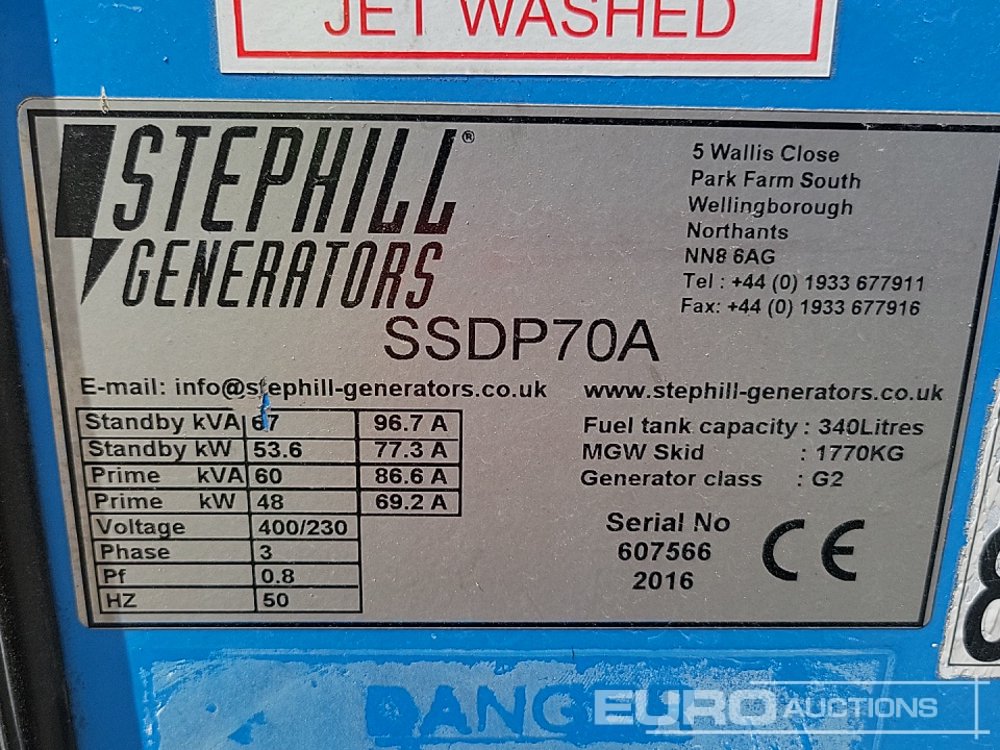 JET WASHED
STEPHILL®
GENERATORS
5 Wallis Close
Park Farm South
Wellingborough
Northants
NN8 6AG
Tel : +44 (0) 1933 677911
Fax: +44 (0) 1933 677916
SSDP70A
E-mail: info@stephill-generators.co.uk www.stephill-generators.co.uk
Standby kVA 67 96.7 A
Standby kW 53.6 77.3 A
Prime kVA 60 86.6 A
Prime kW 48 69.2 A
Voltage 400/230
Phase 3
Pf 0.8
HZ 50
Fuel tank capacity : 340Litres
MGW Skid : 1770KG
Generator class : G2
Serial No
607566
2016
CE
8
DANGER
EURO AUCTIONS